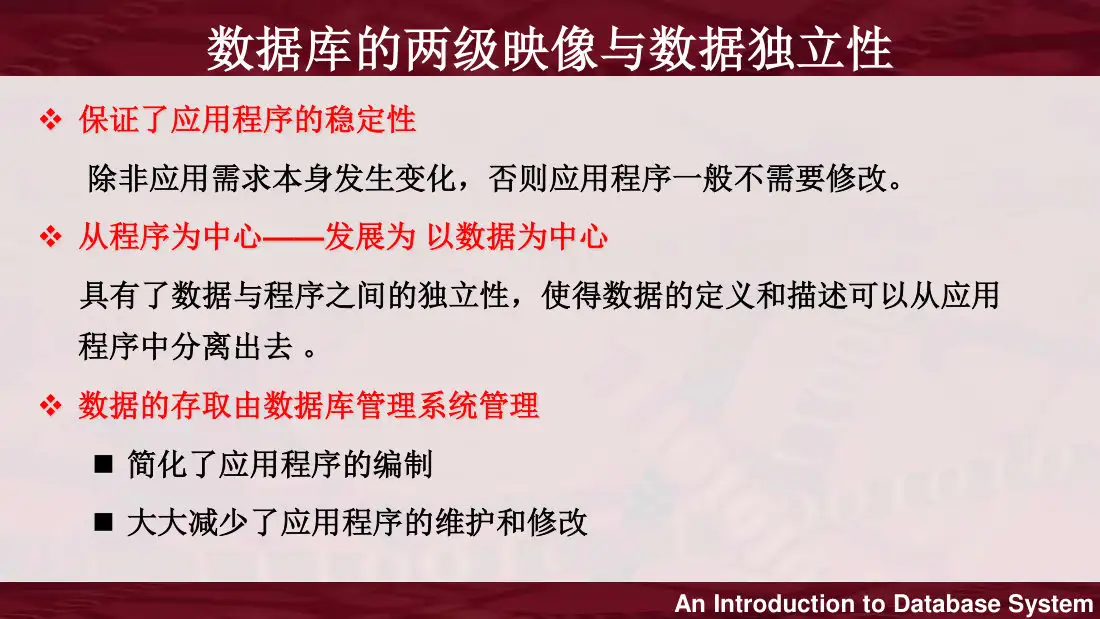 数据库的两级映像与数据独立性
❖ 保证了应用程序的稳定性
除非应用需求本身发生变化，否则应用程序一般不需要修改。
❖ 从程序为中心——发展为 以数据为中心
具有了数据与程序之间的独立性，使得数据的定义和描述可以从应用
程序中分离出去 。
❖ 数据的存取由数据库管理系统管理
■ 简化了应用程序的编制
■ 大大减少了应用程序的维护和修改
An Introduction to Database System